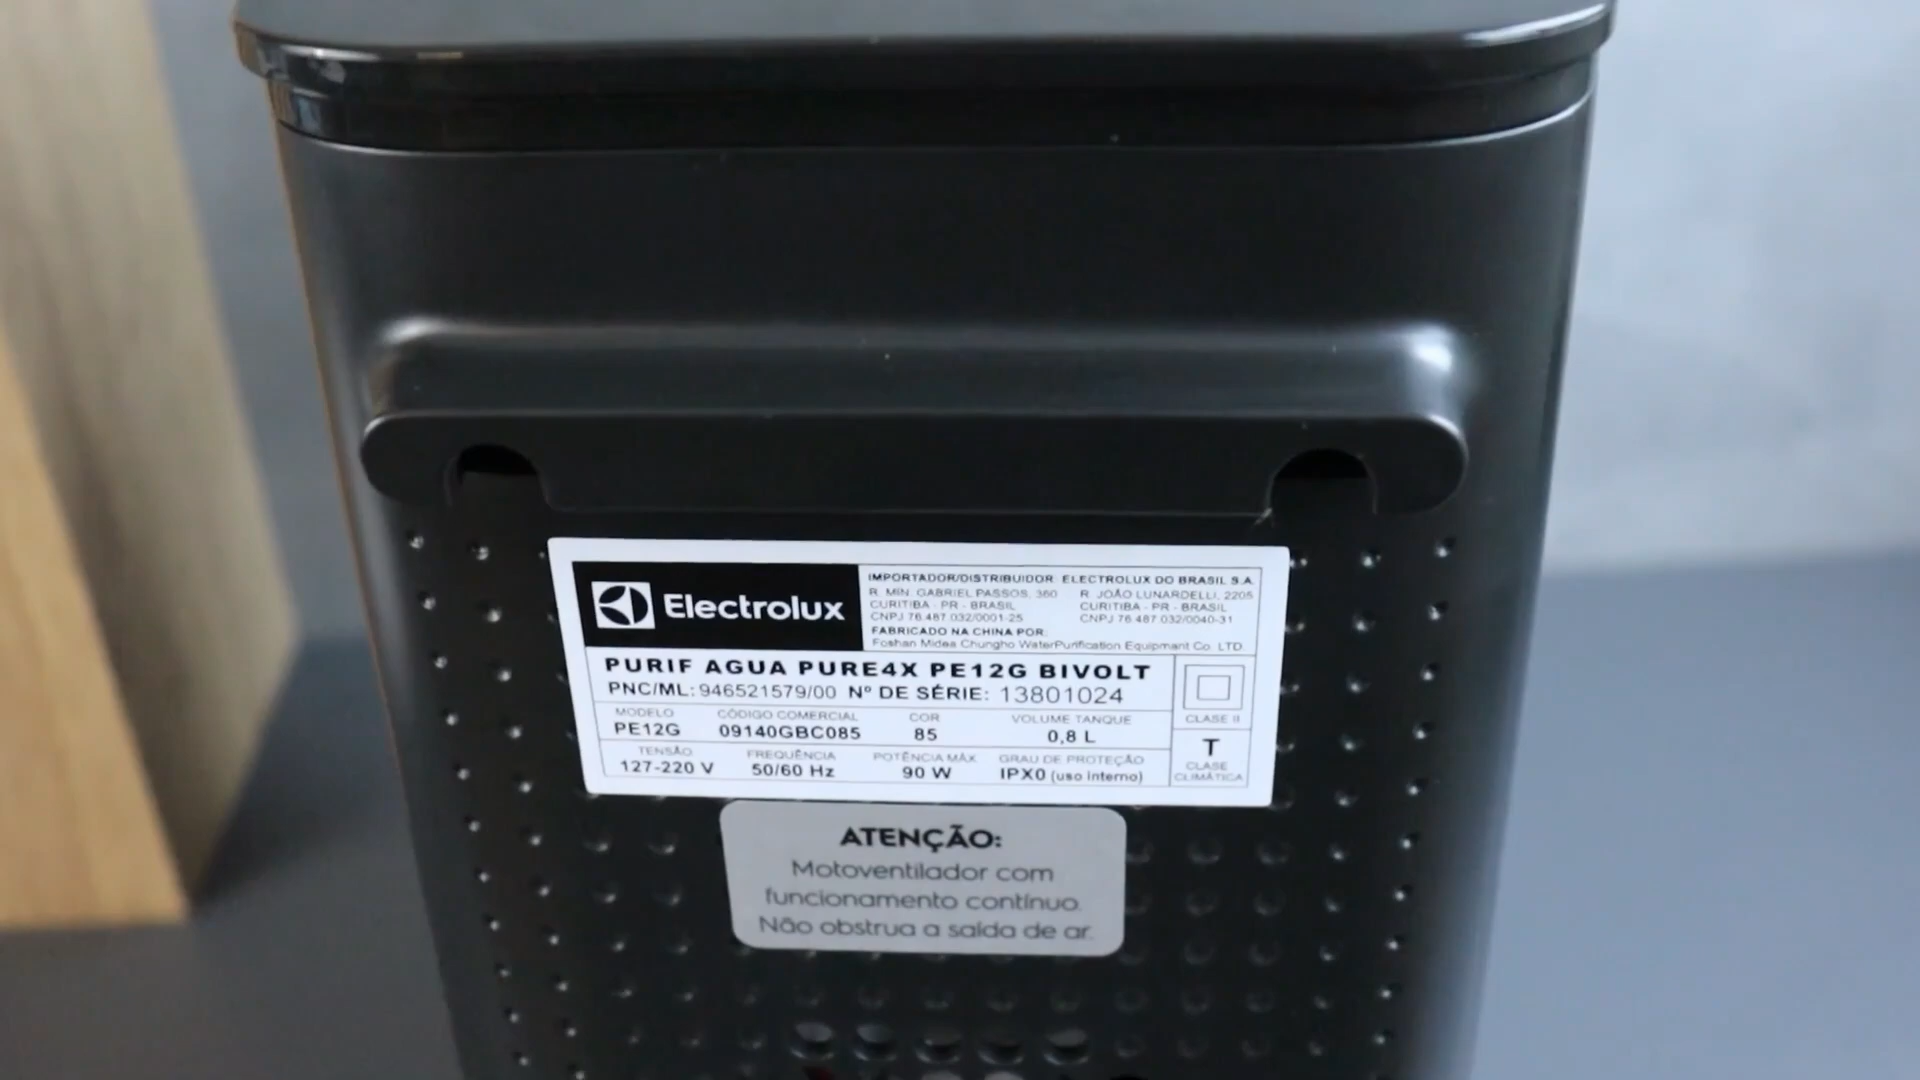 Electrolux
IMPORTADOR/DISTRIBUIDOR ELECTROLUX DO BRASIL S.A.
R. MIN. GABRIEL PASSOS, 360 R. JOÃO LUNARDELLI, 2205
CURITIBA - PR - BRASIL CURITIBA - PR - BRASIL
CNPJ 76.487.032/0001-25 CNPJ 76.487.032/0040-31
FABRICADO NA CHINA POR:
Foshan Midea Chungho WaterPurification Equipmant Co. LTD.
PURIF AGUA PURE4X PE12G BIVOLT
PNC/ML: 946521579/00 Nº DE SÉRIE: 13801024
MODELO CÓDIGO COMERCIAL COR VOLUME TANQUE
PE12G 09140GBC085 85 0,8 L
TENSÃO FREQUÊNCIA POTÊNCIA MÁX GRAU DE PROTEÇÃO
127-220 V 50/60 Hz 90 W IPX0 (uso interno)
CLASE II
T
CLASE
CLIMÁTICA
ATENÇÃO:
Motoventilador com
funcionamento contínuo.
Não obstrua a saída de ar.